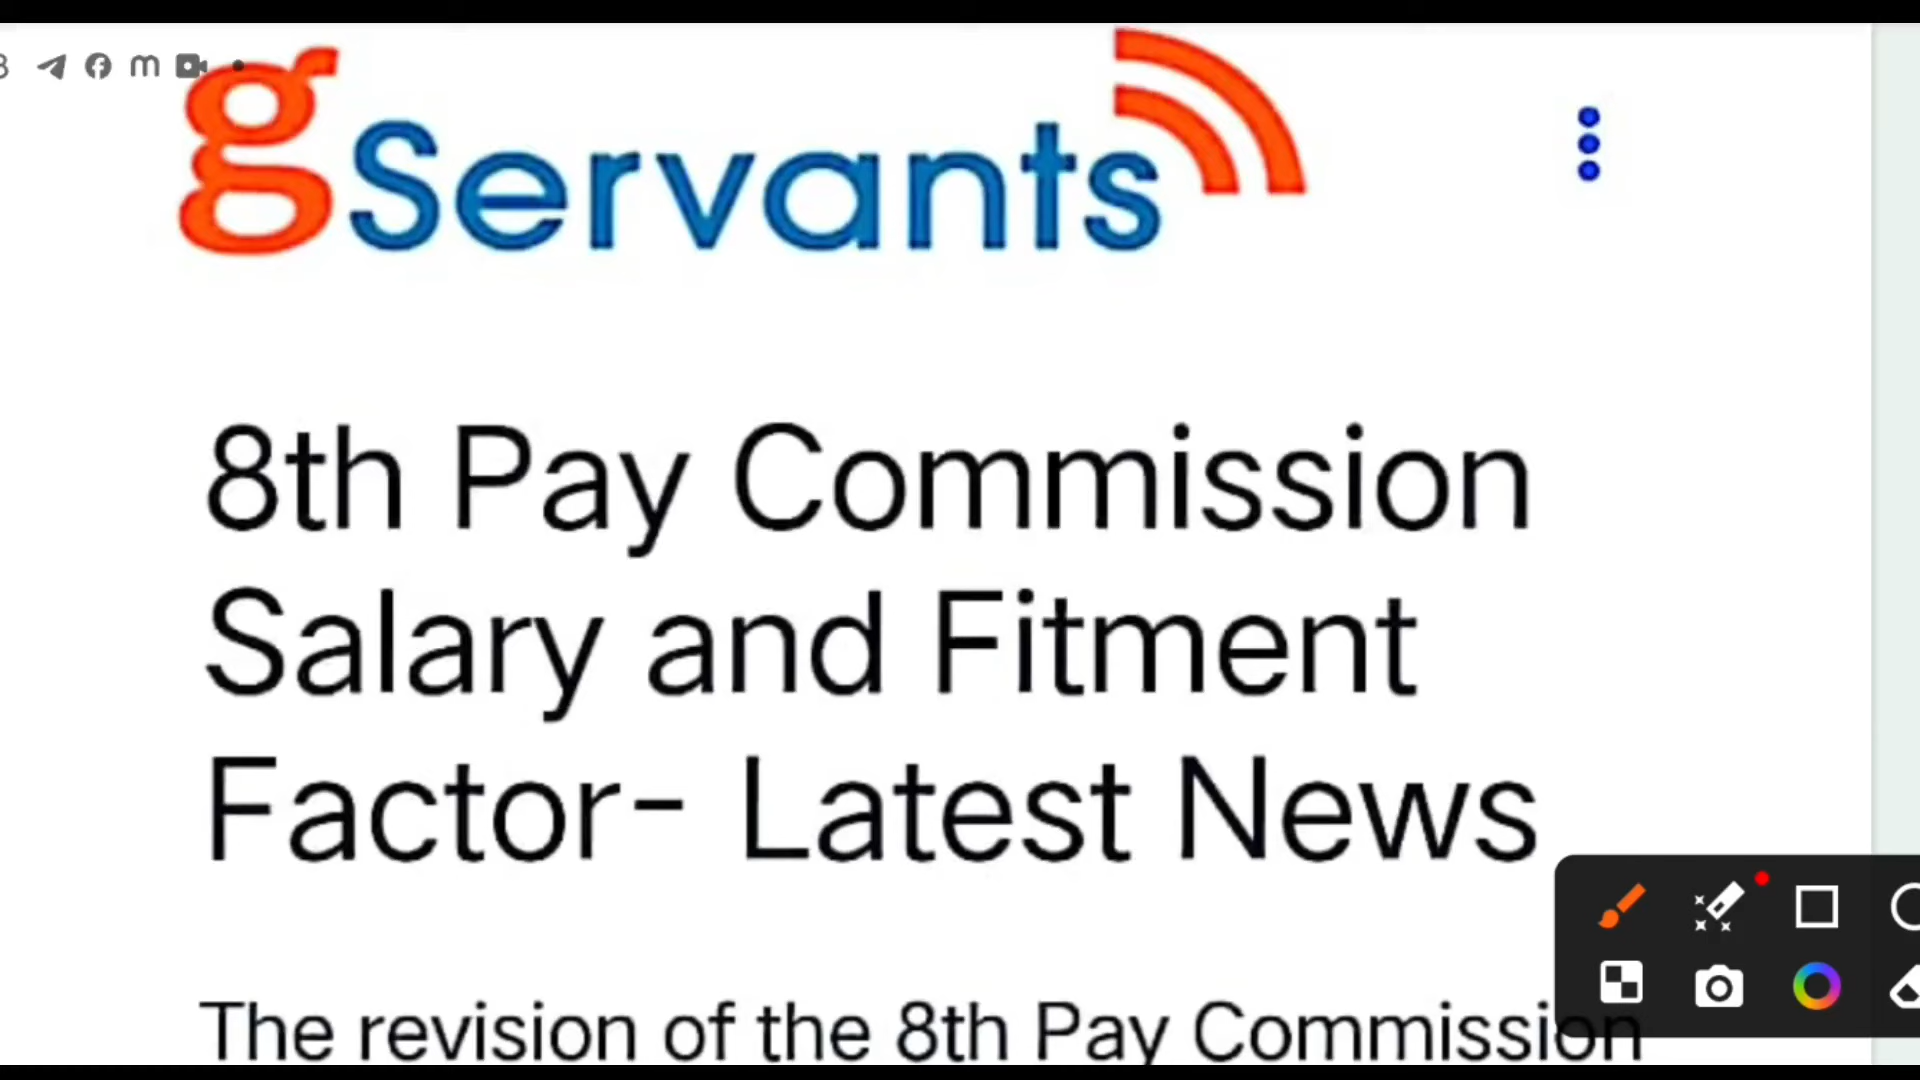 gServants
8th Pay Commission
Salary and Fitment
Factor- Latest News
The revision of the 8th Pay Commission